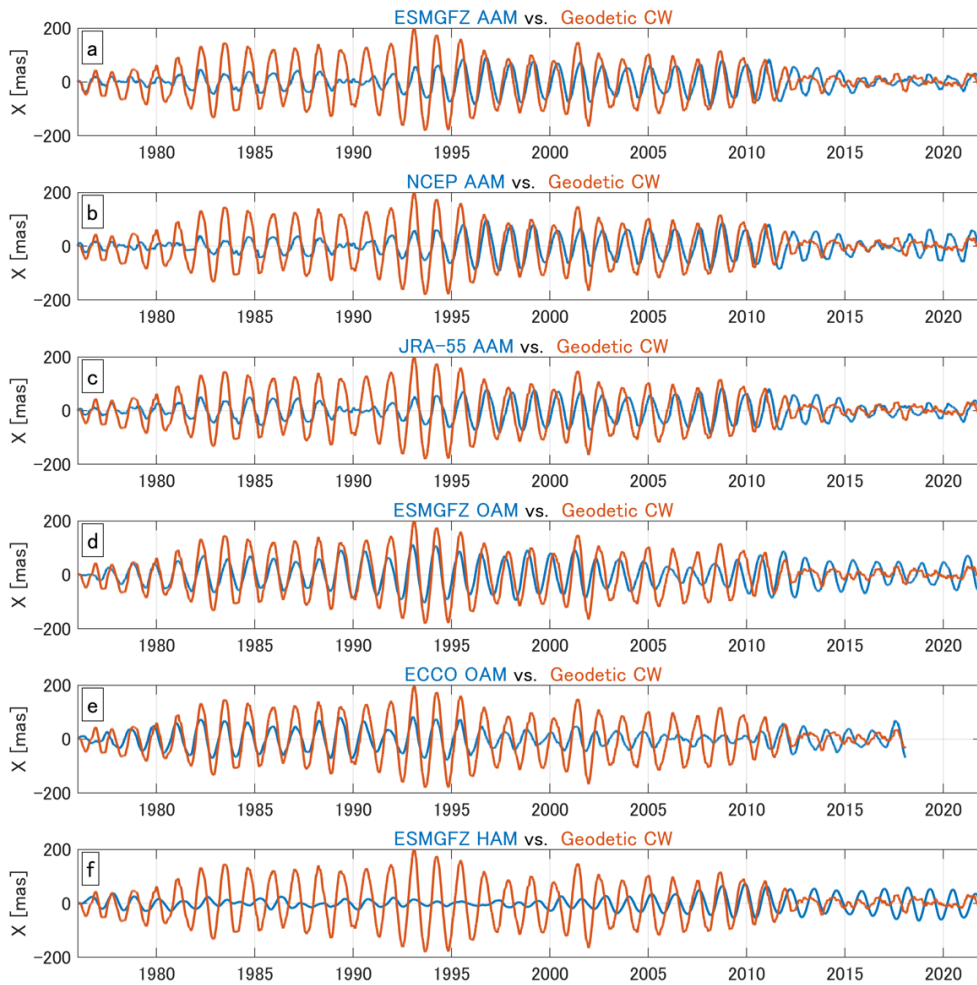 ESMGFZ AAM vs. Geodetic CW
a
X [mas]
200
0
-200
1980 1985 1990 1995 2000 2005 2010 2015 2020
NCEP AAM vs. Geodetic CW
b
X [mas]
200
0
-200
1980 1985 1990 1995 2000 2005 2010 2015 2020
JRA-55 AAM vs. Geodetic CW
c
X [mas]
200
0
-200
1980 1985 1990 1995 2000 2005 2010 2015 2020
ESMGFZ OAM vs. Geodetic CW
d
X [mas]
200
0
-200
1980 1985 1990 1995 2000 2005 2010 2015 2020
ECCO OAM vs. Geodetic CW
e
X [mas]
200
0
-200
1980 1985 1990 1995 2000 2005 2010 2015 2020
ESMGFZ HAM vs. Geodetic CW
f
X [mas]
200
0
-200
1980 1985 1990 1995 2000 2005 2010 2015 2020